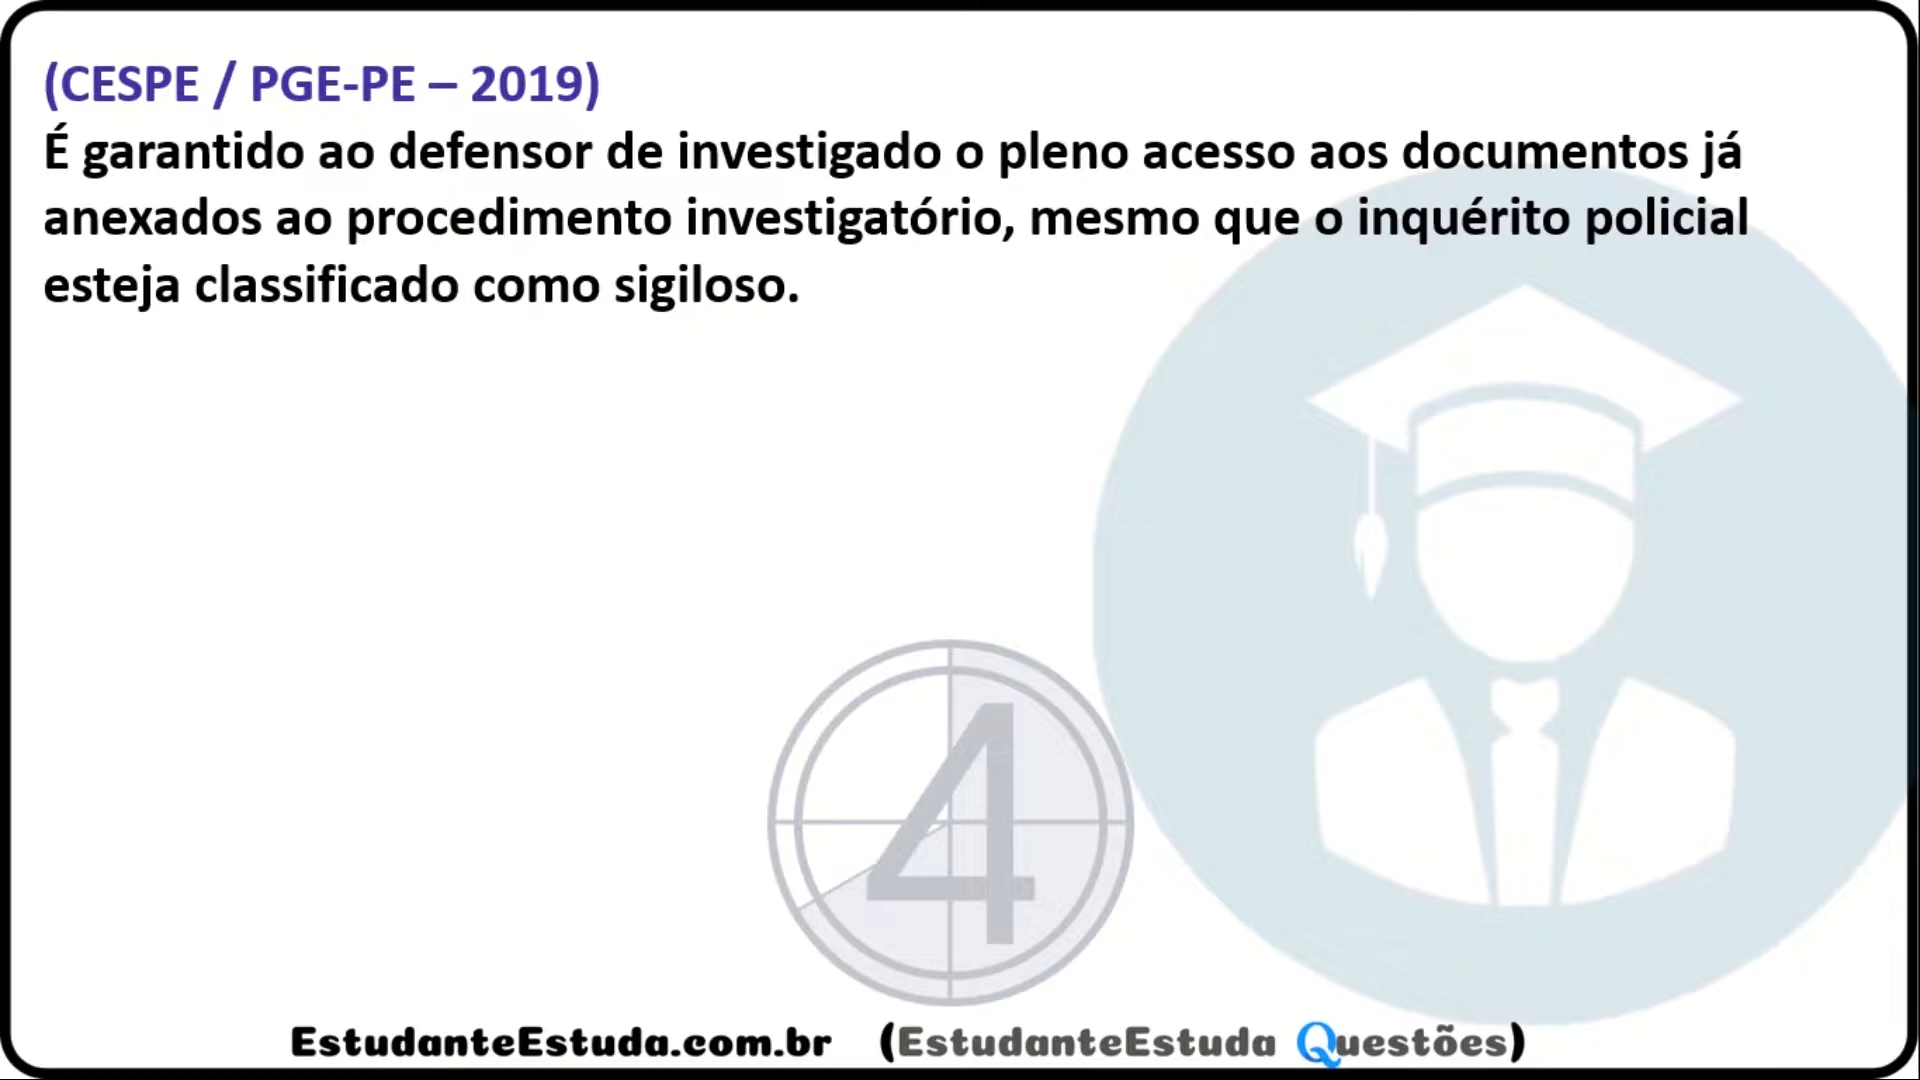 (CESPE / PGE-PE – 2019)
É garantido ao defensor de investigado o pleno acesso aos documentos já
anexados ao procedimento investigatório, mesmo que o inquérito policial
esteja classificado como sigiloso.
4
EstudanteEstuda.com.br (EstudanteEstuda Questões)